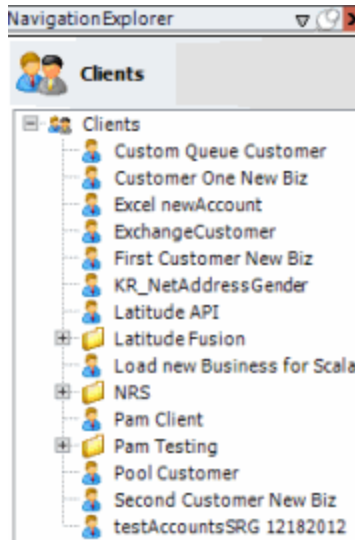 NavigationExplorer
Clients
Clients
Custom Queue Customer
Customer One New Biz
Excel newAccount
ExchangeCustomer
First Customer New Biz
KR_NetAddressGender
Latitude API
Latitude Fusion
Load new Business for Scala
NRS
Pam Client
Pam Testing
Pool Customer
Second Customer New Biz
testAccountsSRG 12182012